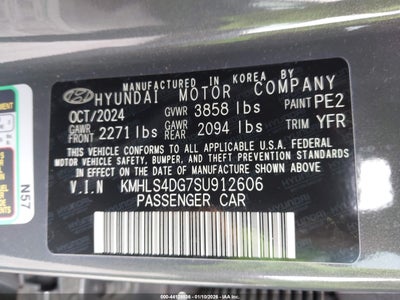 MANUFACTURED IN KOREA BY
HYUNDAI MOTOR COMPANY
OCT/2024 GVWR 3858 lbs PAINT PE2
GAWR FRONT 2271 lbs GAWR REAR 2094 lbs TRIM YFR
THIS VEHICLE CONFORMS TO ALL APPLICABLE U.S.A FEDERAL
MOTOR VEHICLE SAFETY, BUMPER, AND THEFT PREVENTION
STANDARDS IN EFFECT ON THE DATE OF MANUFACTURE SHOWN ABOVE.
V.I.N KMHLS4DG7SU912606
PASSENGER CAR
N57